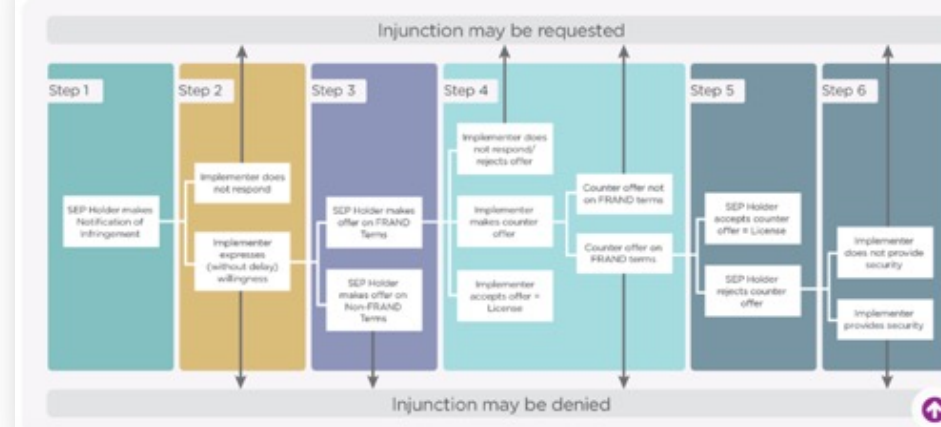 Injunction may be requested
Step 1
SEP Holder makes
Notification of
Infringement
Step 2
Implementer does
not respond
Implementer
expresses
(without delay)
willingness
Step 3
SEP Holder makes
offer on FRAND
Terms
SEP Holder
makes offer on
Non-FRAND
Terms
Step 4
Implementer does
not respond/
rejects offer
Implementer
makes counter
offer
Implementer
accepts offer =
License
Counter offer not
on FRAND terms
Counter offer on
FRAND terms
Step 5
SEP Holder
accepts counter
offer = License
SEP Holder
rejects counter
offer
Step 6
Implementer
does not provide
security
Implementer
provides security
Injunction may be denied